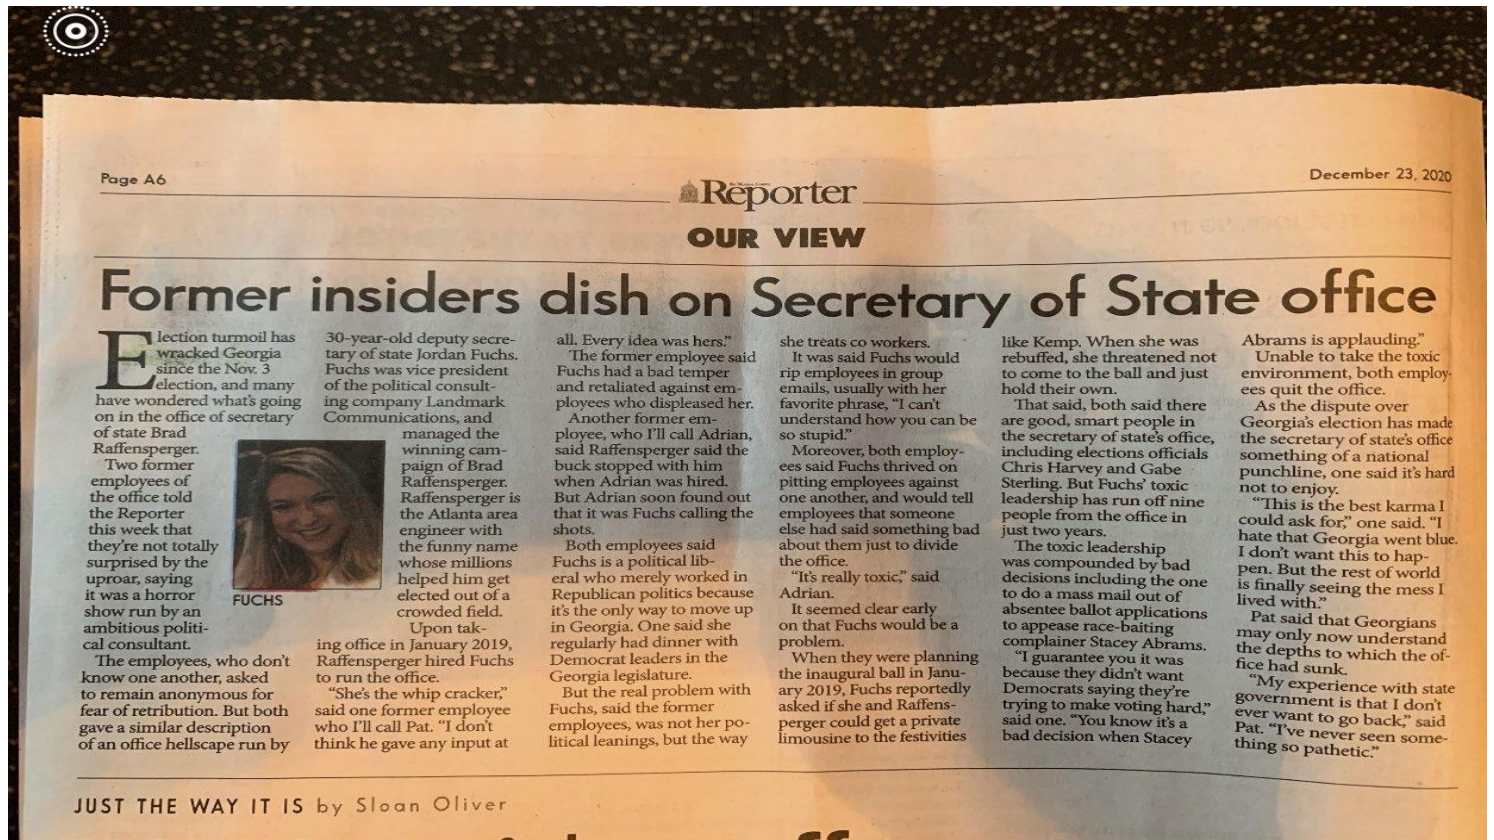 Page A6
Reporter
December 23, 2020
OUR VIEW
Former insiders dish on Secretary of State office
Election turmoil has
wracked Georgia
since the Nov. 3
election, and many
have wondered what's going
on in the office of secretary
of state Brad
Raffensperger.
Two former
employees of
the office told
the Reporter
this week that
they're not totally
surprised by the
uproar, saying
it was a horror
show run by an
ambitious politi-
cal consultant.
The employees, who don't
know one another, asked
to remain anonymous for
fear of retribution. But both
gave a similar description
of an office hellscape run by
30-year-old deputy secre-
tary of state Jordan Fuchs.
Fuchs was vice president
of the political consult-
ing company Landmark
Communications, and
managed the
winning cam-
paign of Brad
Raffensperger.
Raffensperger is
the Atlanta area
engineer with
the funny name
whose millions
helped him get
elected out of a
crowded field.
Upon tak-
ing office in January 2019,
Raffensperger hired Fuchs
to run the office.
"She's the whip cracker,"
said one former employee
who I'll call Pat. "I don't
think he gave any input at
FUCHS
all. Every idea was hers."
The former employee said
Fuchs had a bad temper
and retaliated against em-
ployees who displeased her.
Another former em-
ployee, who I'll call Adrian,
said Raffensperger said the
buck stopped with him
when Adrian was hired.
But Adrian soon found out
that it was Fuchs calling the
shots.
Both employees said
Fuchs is a political lib-
eral who merely worked in
Republican politics because
it's the only way to move up
in Georgia. One said she
regularly had dinner with
Democrat leaders in the
Georgia legislature.
But the real problem with
Fuchs, said the former
employees, was not her po-
litical leanings, but the way
she treats co workers.
It was said Fuchs would
rip employees in group
emails, usually with her
favorite phrase, "I can't
understand how you can be
so stupid."
Moreover, both employ-
ees said Fuchs thrived on
pitting employees against
one another, and would tell
employees that someone
else had said something bad
about them just to divide
the office.
"It's really toxic," said
Adrian.
It seemed clear early
on that Fuchs would be a
problem.
When they were planning
the inaugural ball in Janu-
ary 2019, Fuchs reportedly
asked if she and Raffens-
perger could get a private
limousine to the festivities
like Kemp. When she was
rebuffed, she threatened not
to come to the ball and just
hold their own.
That said, both said there
are good, smart people in
the secretary of state's office,
including elections officials
Chris Harvey and Gabe
Sterling. But Fuchs' toxic
leadership has run off nine
people from the office in
just two years.
The toxic leadership
was compounded by bad
decisions including the one
to do a mass mail out of
absentee ballot applications
to appease race-baiting
complainer Stacey Abrams.
"I guarantee you it was
because they didn't want
Democrats saying they're
trying to make voting hard,"
said one. "You know it's a
bad decision when Stacey
Abrams is applauding."
Unable to take the toxic
environment, both employ-
ees quit the office.
As the dispute over
Georgia's election has made
the secretary of state's office
something of a national
punchline, one said it's hard
not to enjoy.
"This is the best karma I
could ask for," one said. "I
hate that Georgia went blue.
I don't want this to hap-
pen. But the rest of world
is finally seeing the mess I
lived with."
Pat said that Georgians
may only now understand
the depths to which the of-
fice had sunk.
"My experience with state
government is that I don't
ever want to go back," said
Pat. "I've never seen some-
thing so pathetic."
JUST THE WAY IT IS by Sloan Oliver